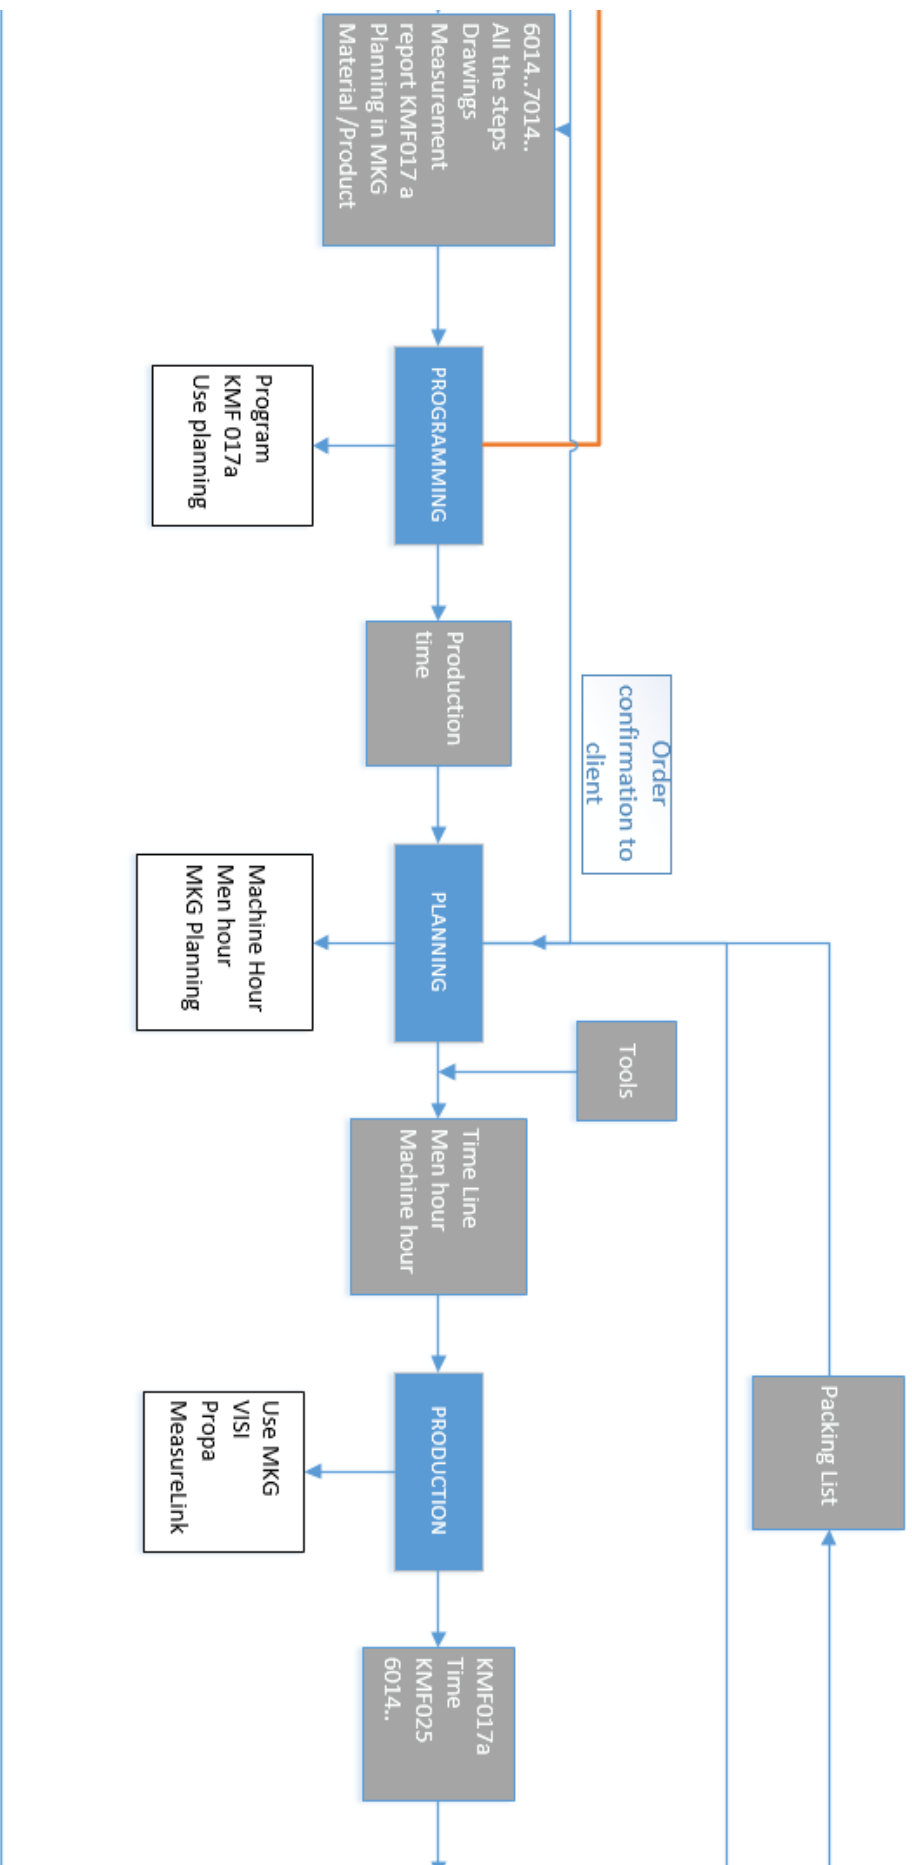 6014..7014..
All the steps
Drawings
Measurement
report KMF017 a
Planning in MKG
Material /Product
PROGRAMMING
Program
KMF 017a
Use planning
Production
time
Order
confirmation to
client
PLANNING
Machine Hour
Men hour
MKG Planning
Tools
Time Line
Men hour
Machine hour
PRODUCTION
Use MKG
VISI
Propa
MeasureLink
Packing List
KMF017a
Time
KMF025
6014..